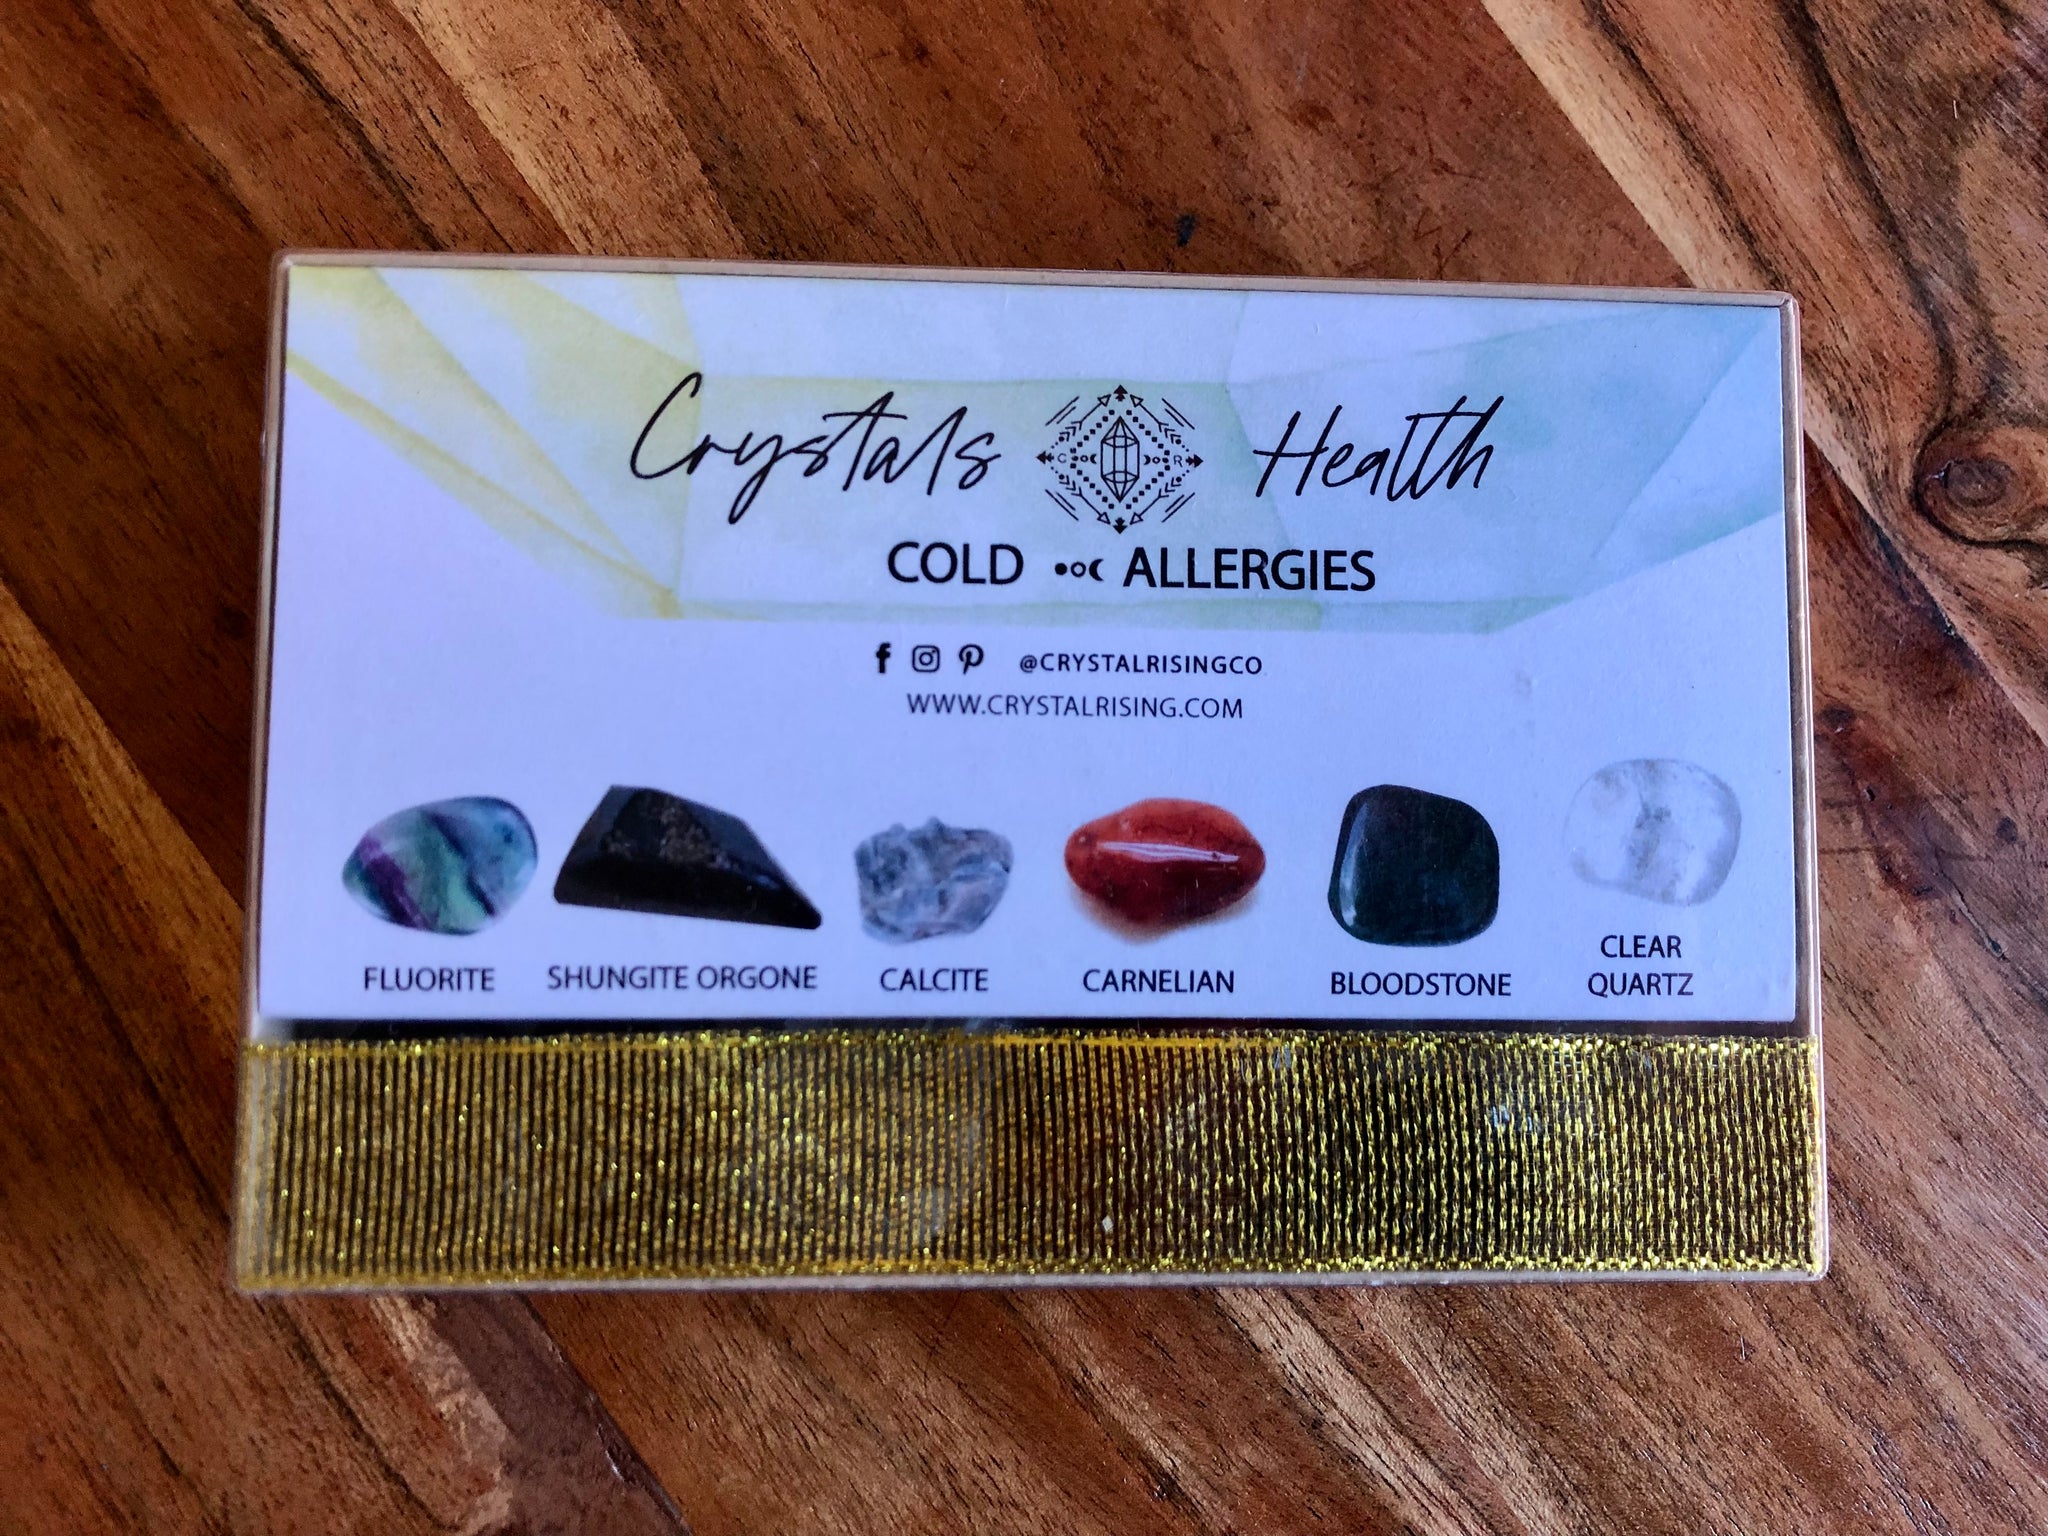 Crystals Health
C R
COLD ALLERGIES
@CRYSTALRISINGCO
WWW.CRYSTALRISING.COM
FLUORITE SHUNGITE ORGONE CALCITE CARNELIAN BLOODSTONE CLEAR
QUARTZ